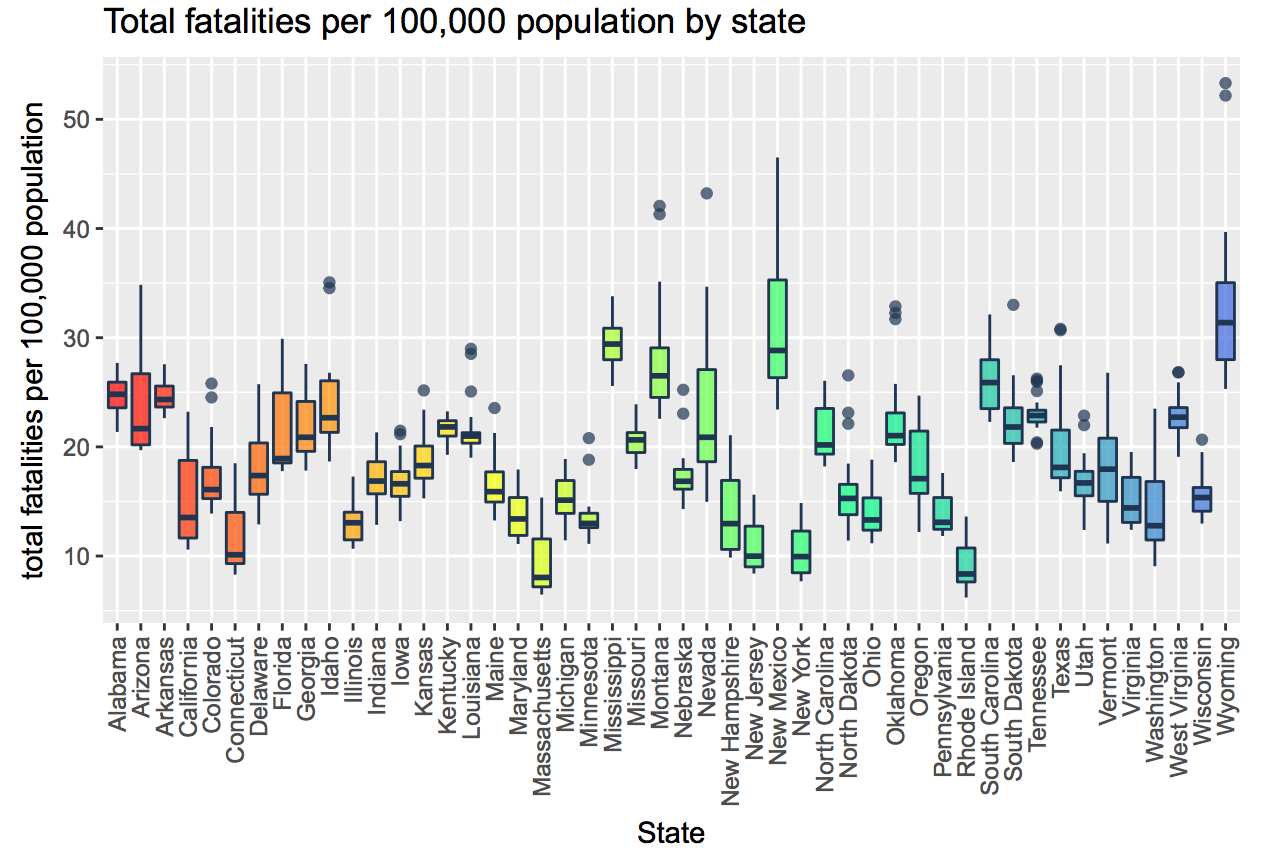 Total fatalities per 100,000 population by state
total fatalities per 100,000 population
50
40
30
20
10
Alabama
Arizona
Arkansas
California
Colorado
Connecticut
Delaware
Florida
Georgia
Idaho
Illinois
Indiana
Iowa
Kansas
Kentucky
Louisiana
Maine
Maryland
Massachusetts
Michigan
Minnesota
Mississippi
Missouri
Montana
Nebraska
Nevada
New Hampshire
New Jersey
New Mexico
New York
North Carolina
North Dakota
Ohio
Oklahoma
Oregon
Pennsylvania
Rhode Island
South Carolina
South Dakota
Tennessee
Texas
Utah
Vermont
Virginia
Washington
West Virginia
Wisconsin
Wyoming
State